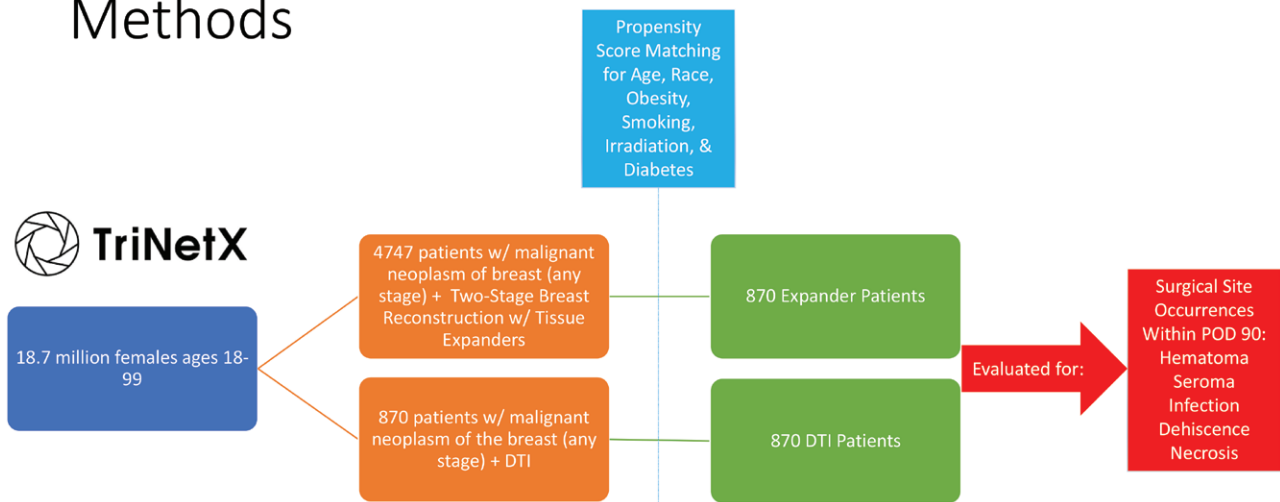 Methods
Propensity
Score Matching
for Age, Race,
Obesity,
Smoking,
Irradiation, &
Diabetes
TriNetX
18.7 million females ages 18-
99
4747 patients w/ malignant
neoplasm of breast (any
stage) + Two-Stage Breast
Reconstruction w/ Tissue
Expanders
870 patients w/ malignant
neoplasm of the breast (any
stage) + DTI
870 Expander Patients
870 DTI Patients
Evaluated for:
Surgical Site
Occurrences
Within POD 90:
Hematoma
Seroma
Infection
Dehiscence
Necrosis